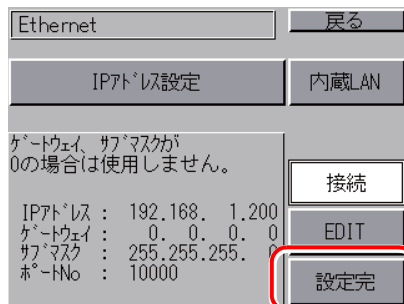 Ethernet
戻る
IPｱﾄﾞﾚｽ設定
内蔵LAN
ｹﾞｰﾄｳｪｲ、ｻﾌﾞﾏｽｸが
0の場合は使用しません。
接続
IPｱﾄﾞﾚｽ : 192.168. 1.200
ｹﾞｰﾄｳｪｲ : 0. 0. 0. 0
ｻﾌﾞﾏｽｸ : 255.255.255. 0
ﾎﾟｰﾄNo : 10000
EDIT
設定完